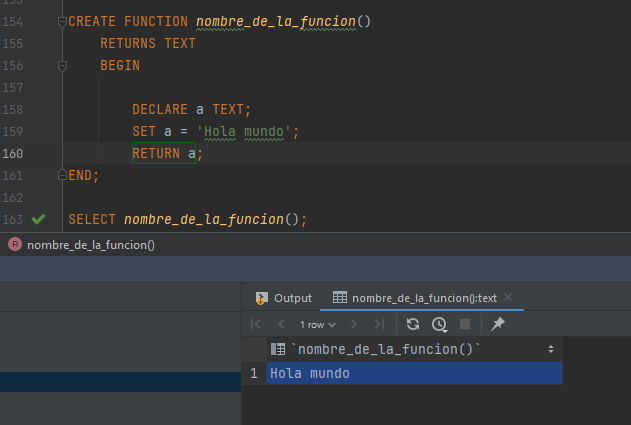 153
154 CREATE FUNCTION nombre_de_la_funcion()
155 RETURNS TEXT
156 BEGIN
157
158 DECLARE a TEXT;
159 SET a = 'Hola mundo';
160 RETURN a;
161 END;
162
163 SELECT nombre_de_la_funcion();
R nombre_de_la_funcion()
Output nombre_de_la_funcion():text
1 row
`nombre_de_la_funcion()`
1 Hola mundo